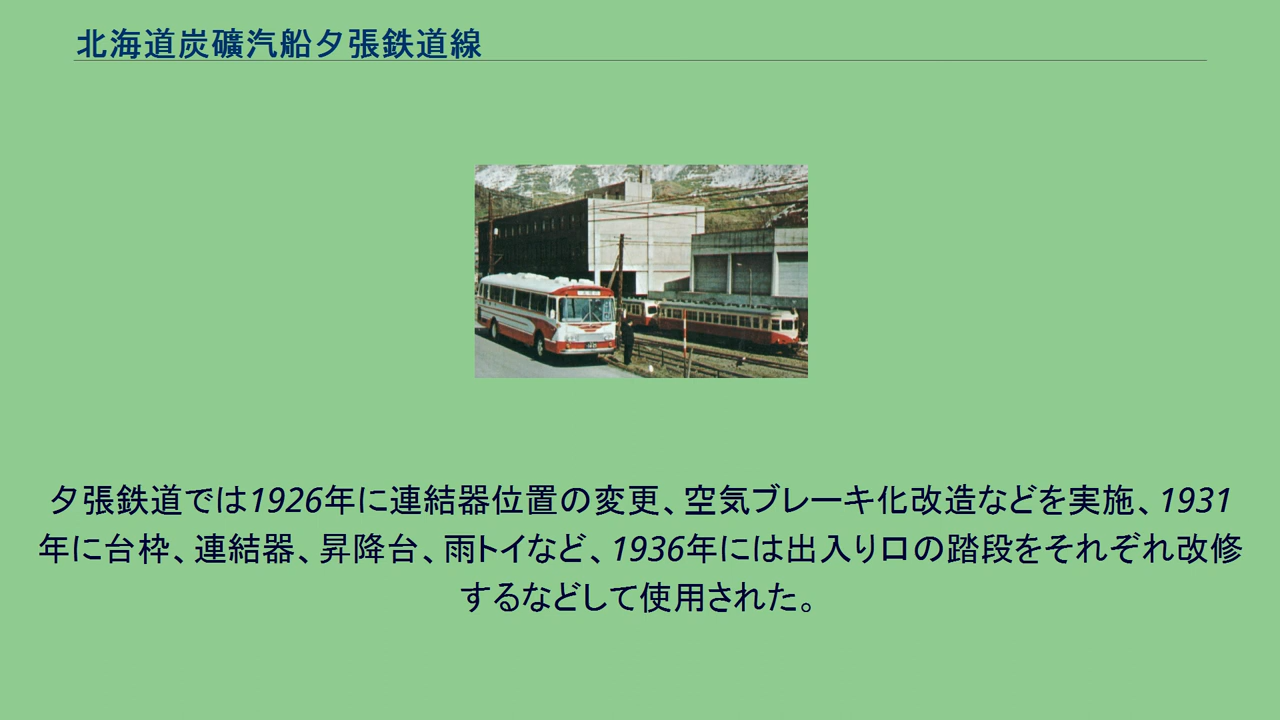 北海道炭礦汽船夕張鉄道線
夕張鉄道では1926年に連結器位置の変更、空気ブレーキ化改造などを実施、1931
年に台枠、連結器、昇降台、雨トイなど、1936年には出入り口の踏段をそれぞれ改修
するなどして使用された。